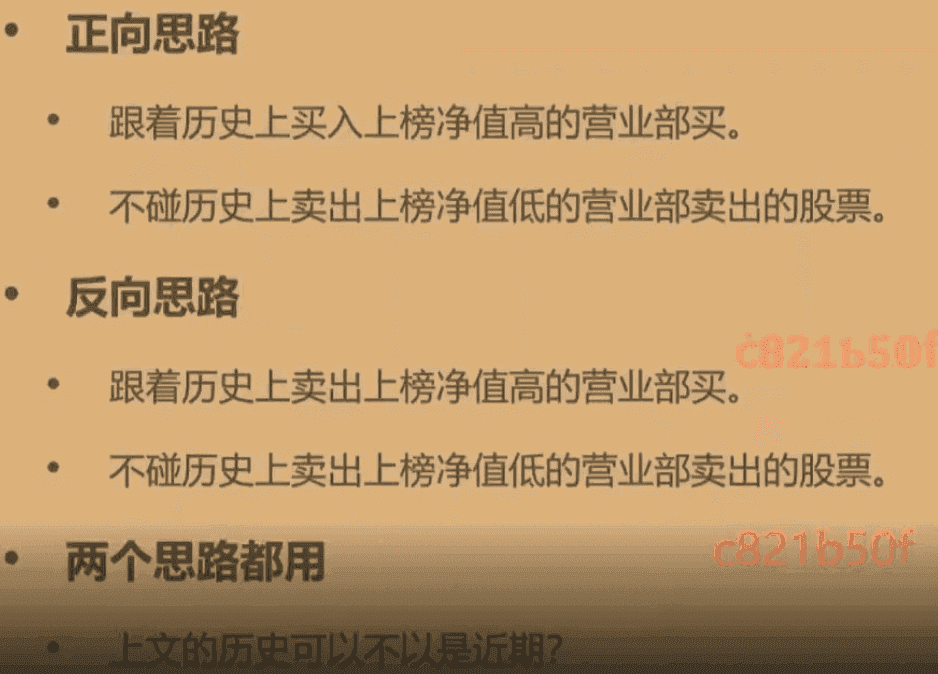 • 正向思路
• 跟着历史上买入上榜净值高的营业部买。
• 不碰历史上卖出上榜净值低的营业部卖出的股票。
• 反向思路
c821b50f
• 跟着历史上卖出上榜净值高的营业部买。
• 不碰历史上卖出上榜净值低的营业部卖出的股票。
• 两个思路都用
c821b50f
• 上文的历史可以不以是近期?